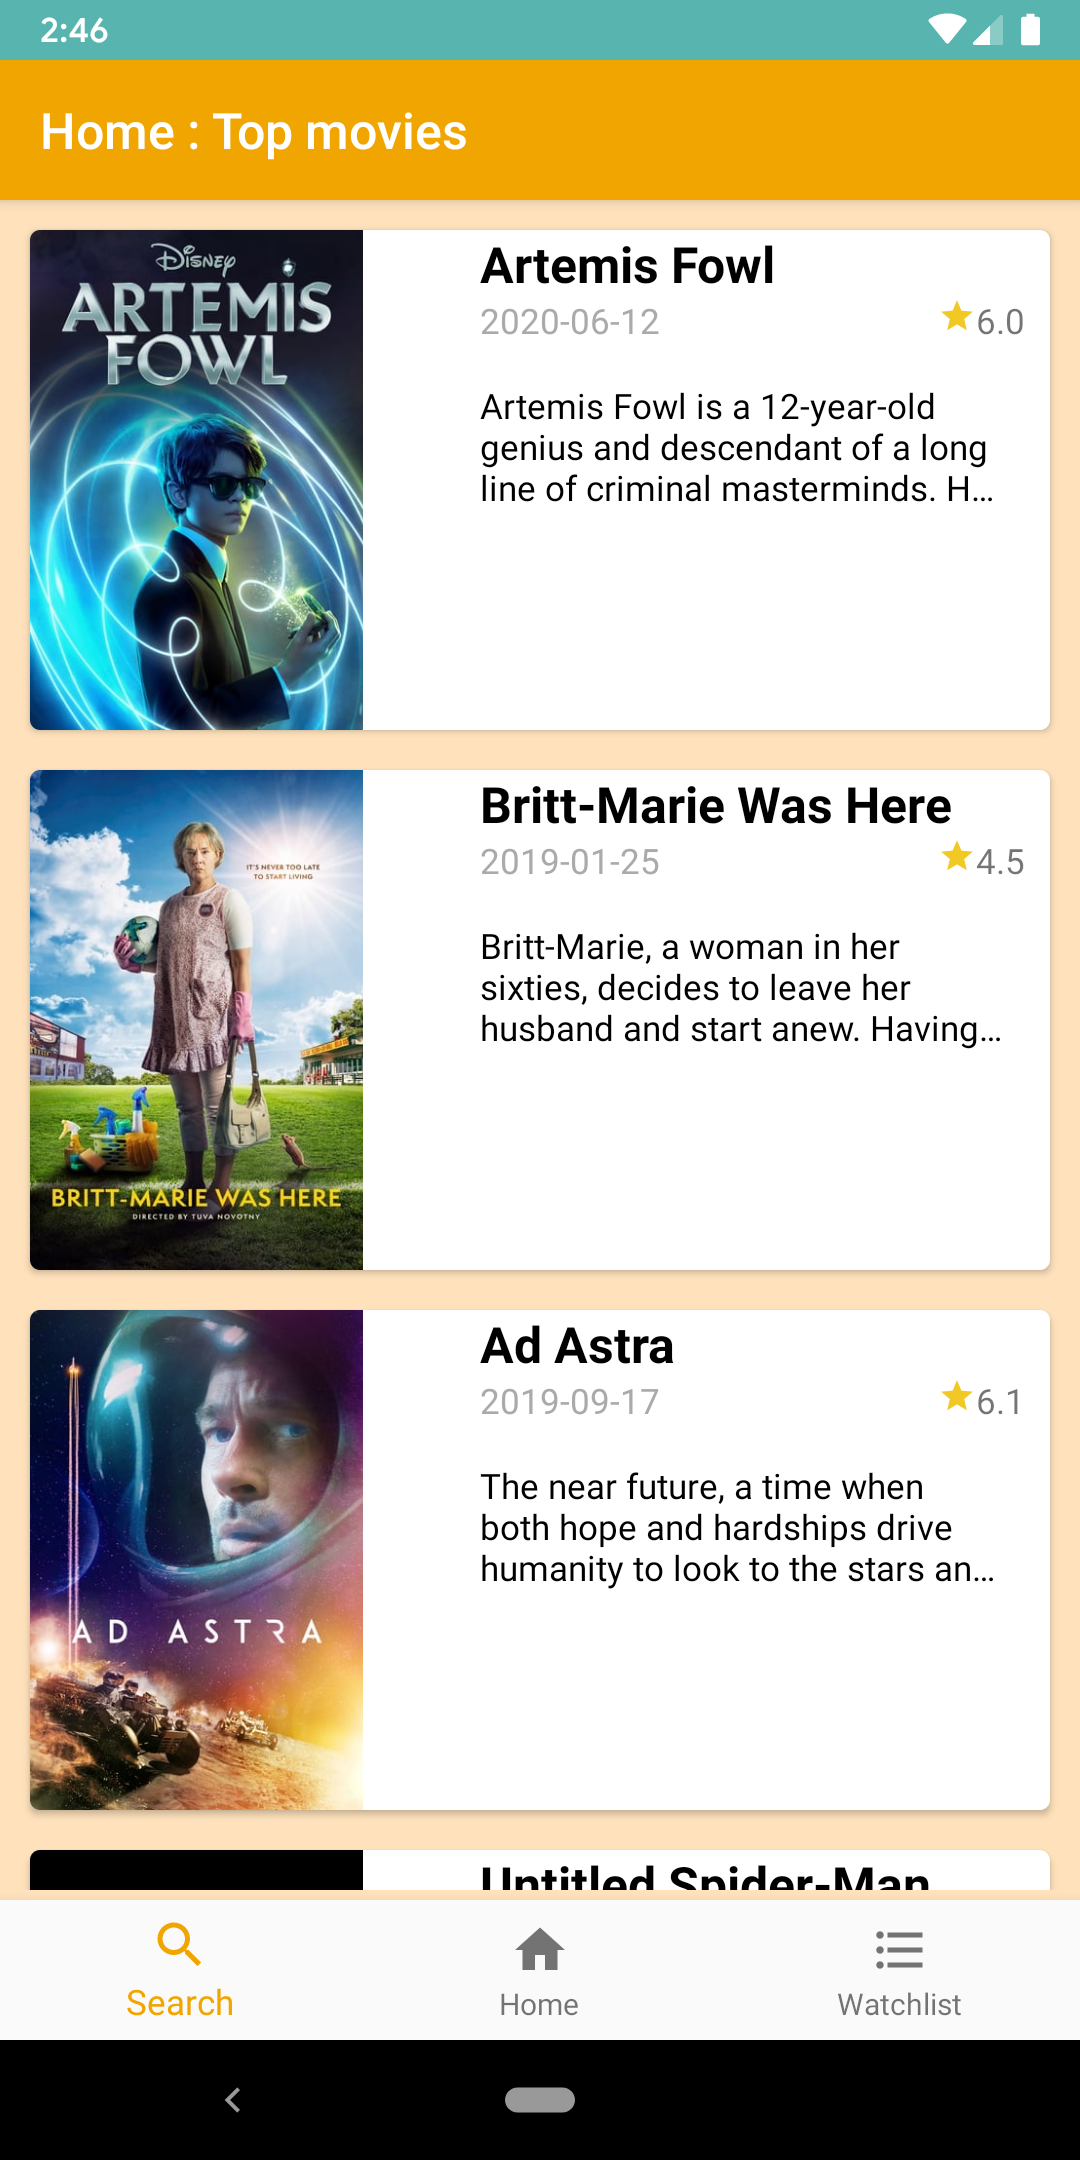 2:46
Home : Top movies
Disney
ARTEMIS
FOWL
Artemis Fowl
2020-06-12
6.0
Artemis Fowl is a 12-year-old
genius and descendant of a long
line of criminal masterminds. H...
IT'S NEVER TOO LATE
TO START LIVING
BRITT-MARIE WAS HERE
DIRECTED BY TUVA NOVOTNY
Britt-Marie Was Here
2019-01-25
4.5
Britt-Marie, a woman in her
sixties, decides to leave her
husband and start anew. Having...
AD ASTRA
Ad Astra
2019-09-17
6.1
The near future, a time when
both hope and hardships drive
humanity to look to the stars an...
Untitled Spider-Man
Search
Home
Watchlist